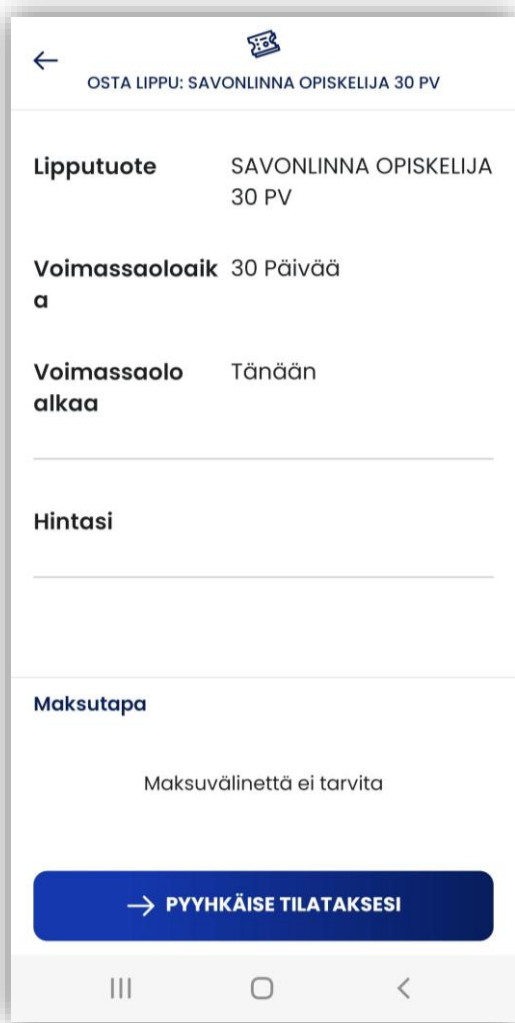 OSTA LIPPU: SAVONLINNA OPISKELIJA 30 PV
Lipputuote
SAVONLINNA OPISKELIJA
30 PV
Voimassaoloaik
a
30 Päivää
Voimassaolo
alkaa
Tänään
Hintasi
Maksutapa
Maksuvälinettä ei tarvita
PYYHKÄISE TILATAKSESI